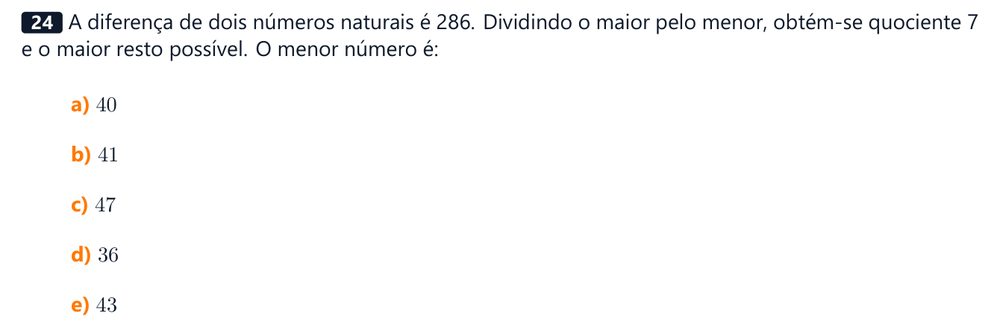 24 A diferença de dois números naturais é 286. Dividindo o maior pelo menor, obtém-se quociente 7
e o maior resto possível. O menor número é:
a) 40
b) 41
c) 47
d) 36
e) 43